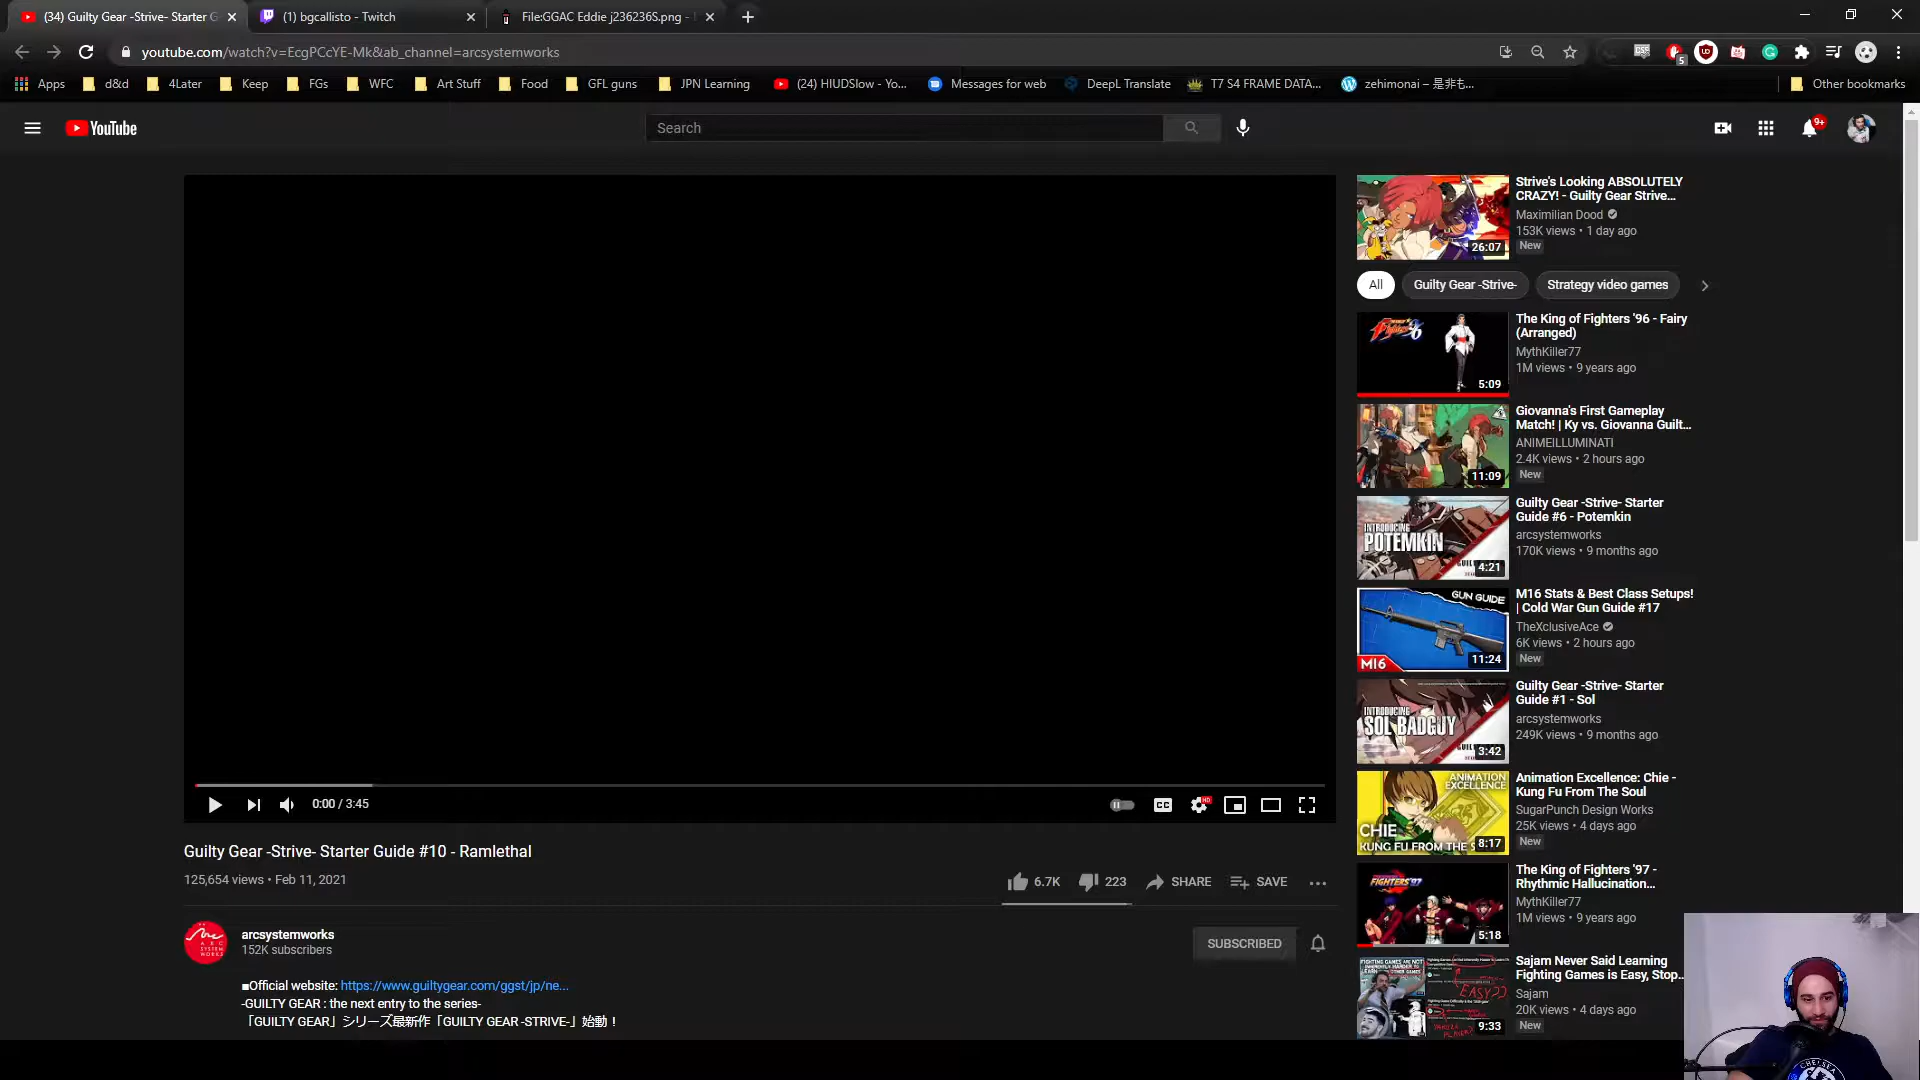 (34) Guilty Gear -Strive- Starter G
(1) bgcallisto - Twitch
File:GGAC Eddie j236236S.png -
youtube.com/watch?v=EcgPCcYE-Mk&ab_channel=arcsystemworks
5
Apps
d&d
4Later
Keep
FGs
WFC
Art Stuff
Food
GFL guns
JPN Learning
(24) HIUDSlow - Yo...
Messages for web
DeepL Translate
T7 S4 FRAME DATA...
zehimonai – 是非も...
Other bookmarks
YouTube
Search
9+
Strive's Looking ABSOLUTELY
CRAZY! - Guilty Gear Strive...
Maximilian Dood
153K views • 1 day ago
New
26:07
All
Guilty Gear -Strive-
Strategy video games
The King of Fighters '96 - Fairy
(Arranged)
MythKiller77
1M views • 9 years ago
5:09
Giovanna's First Gameplay
Match! | Ky vs. Giovanna Guilt...
ANIMEILLUMINATI
2.4K views • 2 hours ago
New
11:09
Guilty Gear -Strive- Starter
Guide #6 - Potemkin
arcsystemworks
170K views • 9 months ago
INTRODUCING
POTEMKIN
4:21
M16 Stats & Best Class Setups!
| Cold War Gun Guide #17
TheXclusiveAce
6K views • 2 hours ago
New
GUN GUIDE
M16
11:24
Guilty Gear -Strive- Starter
Guide #1 - Sol
arcsystemworks
249K views • 9 months ago
INTRODUCING
SOL BADGUY
3:42
Animation Excellence: Chie -
Kung Fu From The Soul
SugarPunch Design Works
25K views • 4 days ago
New
ANIMATION
EXCELLENCE
CHIE
KUNG FU FROM THE S
8:17
The King of Fighters '97 -
Rhythmic Hallucination...
MythKiller77
1M views • 9 years ago
FIGHTERS '97
5:18
Sajam Never Said Learning
Fighting Games is Easy, Stop...
Sajam
20K views • 4 days ago
New
EASY??
9:33
0:00 / 3:45
CC
HD
Guilty Gear -Strive- Starter Guide #10 - Ramlethal
125,654 views • Feb 11, 2021
6.7K
223
SHARE
SAVE
arcsystemworks
152K subscribers
SUBSCRIBED
■Official website: https://www.guiltygear.com/ggst/jp/ne...
-GUILTY GEAR : the next entry to the series-
「GUILTY GEAR」シリーズ最新作「GUILTY GEAR -STRIVE-」始動！
CHELSEA